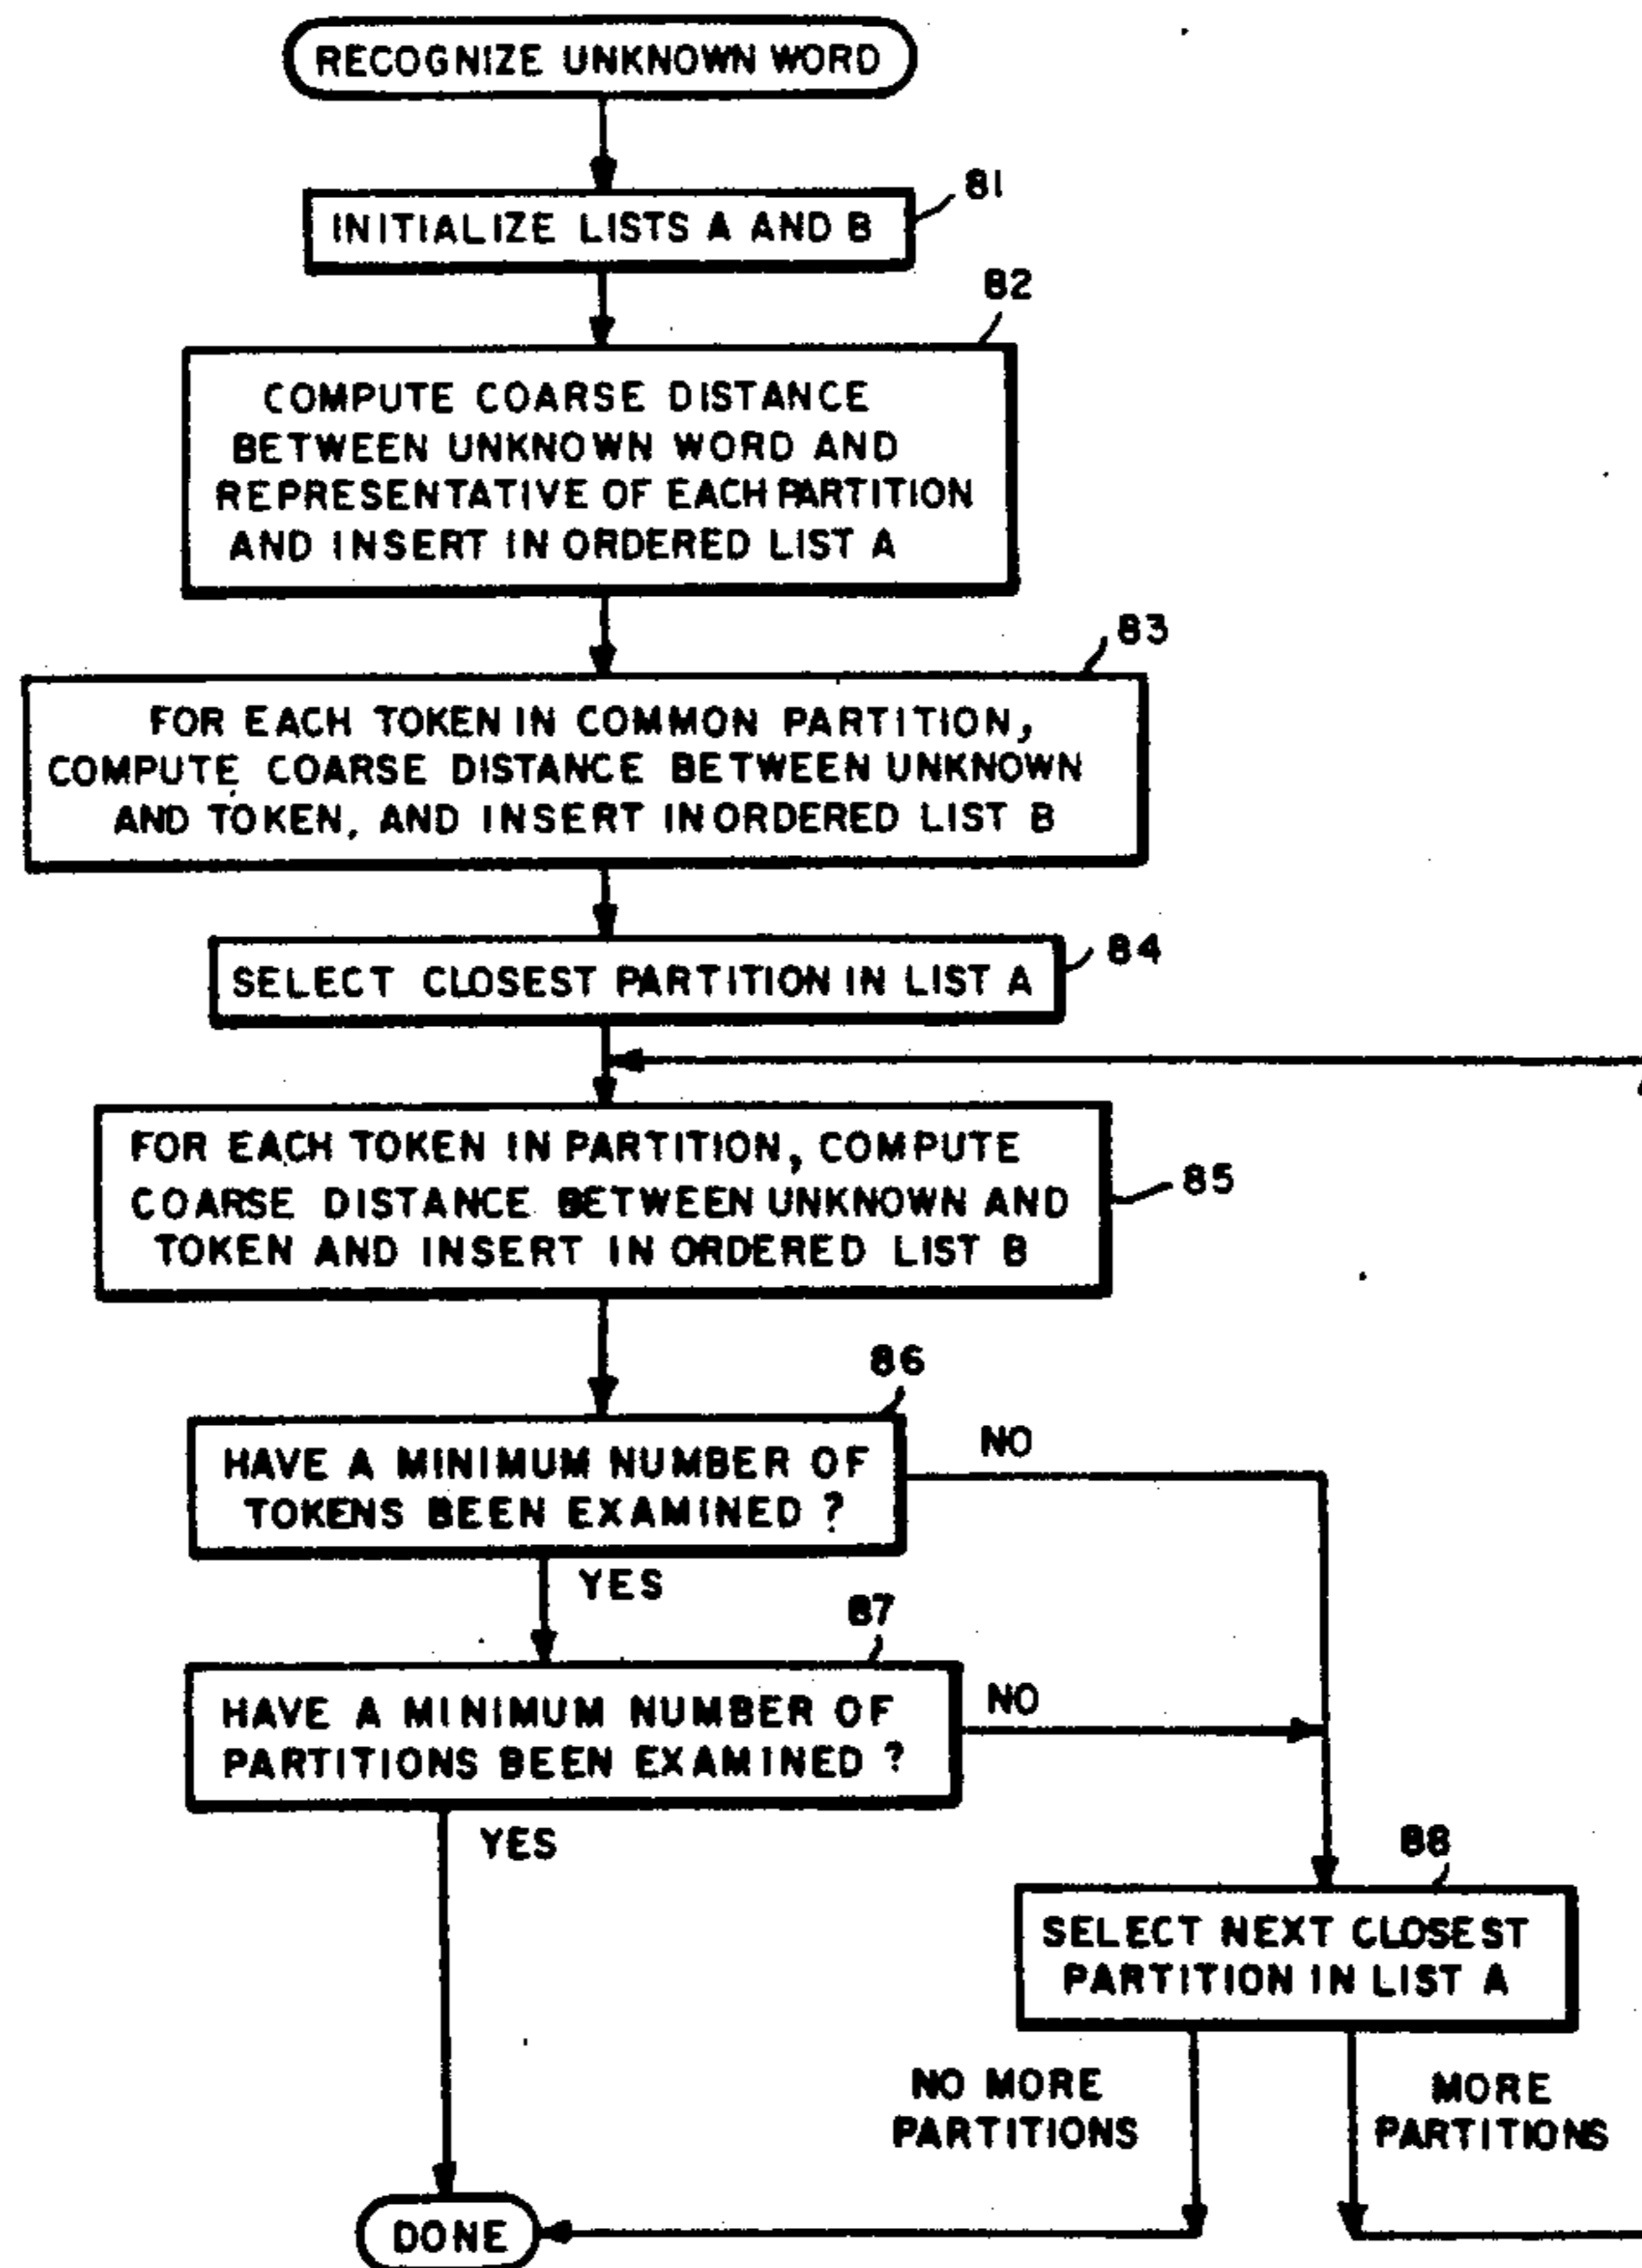 RECOGNIZE UNKNOWN WORD
81
INITIALIZE LISTS A AND B
82
COMPUTE COARSE DISTANCE
BETWEEN UNKNOWN WORD AND
REPRESENTATIVE OF EACH PARTITION
AND INSERT IN ORDERED LIST A
83
FOR EACH TOKEN IN COMMON PARTITION,
COMPUTE COARSE DISTANCE BETWEEN UNKNOWN
AND TOKEN, AND INSERT IN ORDERED LIST B
84
SELECT CLOSEST PARTITION IN LIST A
FOR EACH TOKEN IN PARTITION, COMPUTE
COARSE DISTANCE BETWEEN UNKNOWN AND
TOKEN AND INSERT IN ORDERED LIST B
85
86
HAVE A MINIMUM NUMBER OF
TOKENS BEEN EXAMINED ?
NO
YES
87
HAVE A MINIMUM NUMBER OF
PARTITIONS BEEN EXAMINED ?
NO
YES
88
SELECT NEXT CLOSEST
PARTITION IN LIST A
NO MORE
PARTITIONS
MORE
PARTITIONS
DONE